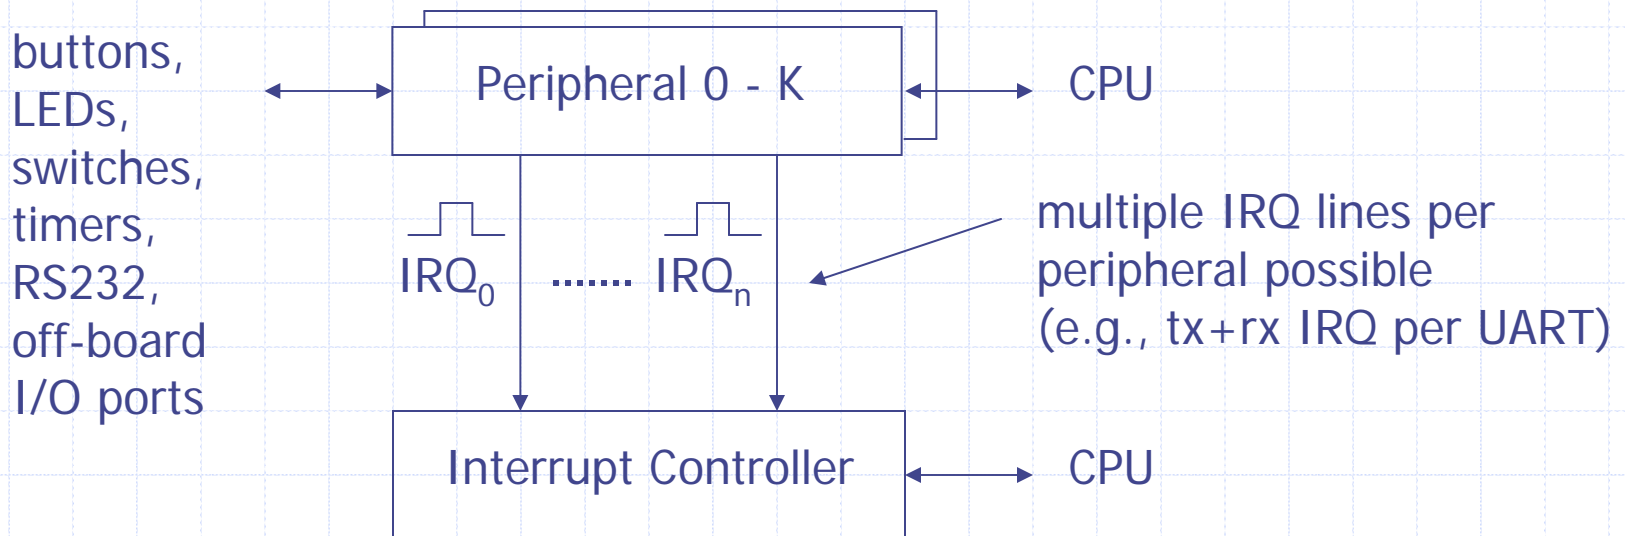 buttons,
LEDs,
switches,
timers,
RS232,
off-board
I/O ports
Peripheral 0 - K
CPU
IRQ0 ....... IRQn
multiple IRQ lines per
peripheral possible
(e.g., tx+rx IRQ per UART)
Interrupt Controller
CPU